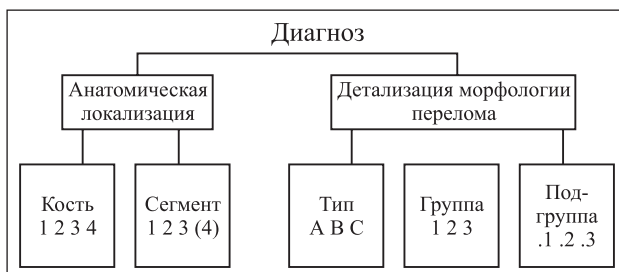 Диагноз
Анатомическая
локализация
Детализация морфологии
перелома
Кость
1 2 3 4
Сегмент
1 2 3 (4)
Тип
A B C
Группа
1 2 3
Под-
группа
.1 .2 .3